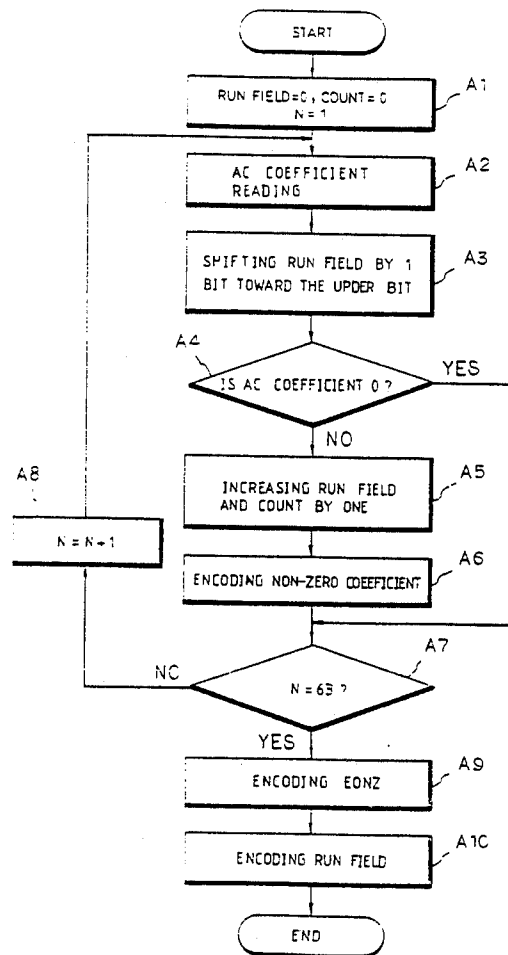 START
RUN FIELD=0, COUNT=0
N=1
A1
AC COEFFICIENT
READING
A2
SHIFTING RUN FIELD BY 1
BIT TOWARD THE UPDER BIT
A3
A4
IS AC COEFFICIENT 0?
YES
NO
INCREASING RUN FIELD
AND COUNT BY ONE
A5
A8
N=N+1
ENCODING NON-ZERO COEFFICIENT
A6
A7
NO
N=63?
YES
ENCODING EONZ
A9
ENCODING RUN FIELD
A10
END